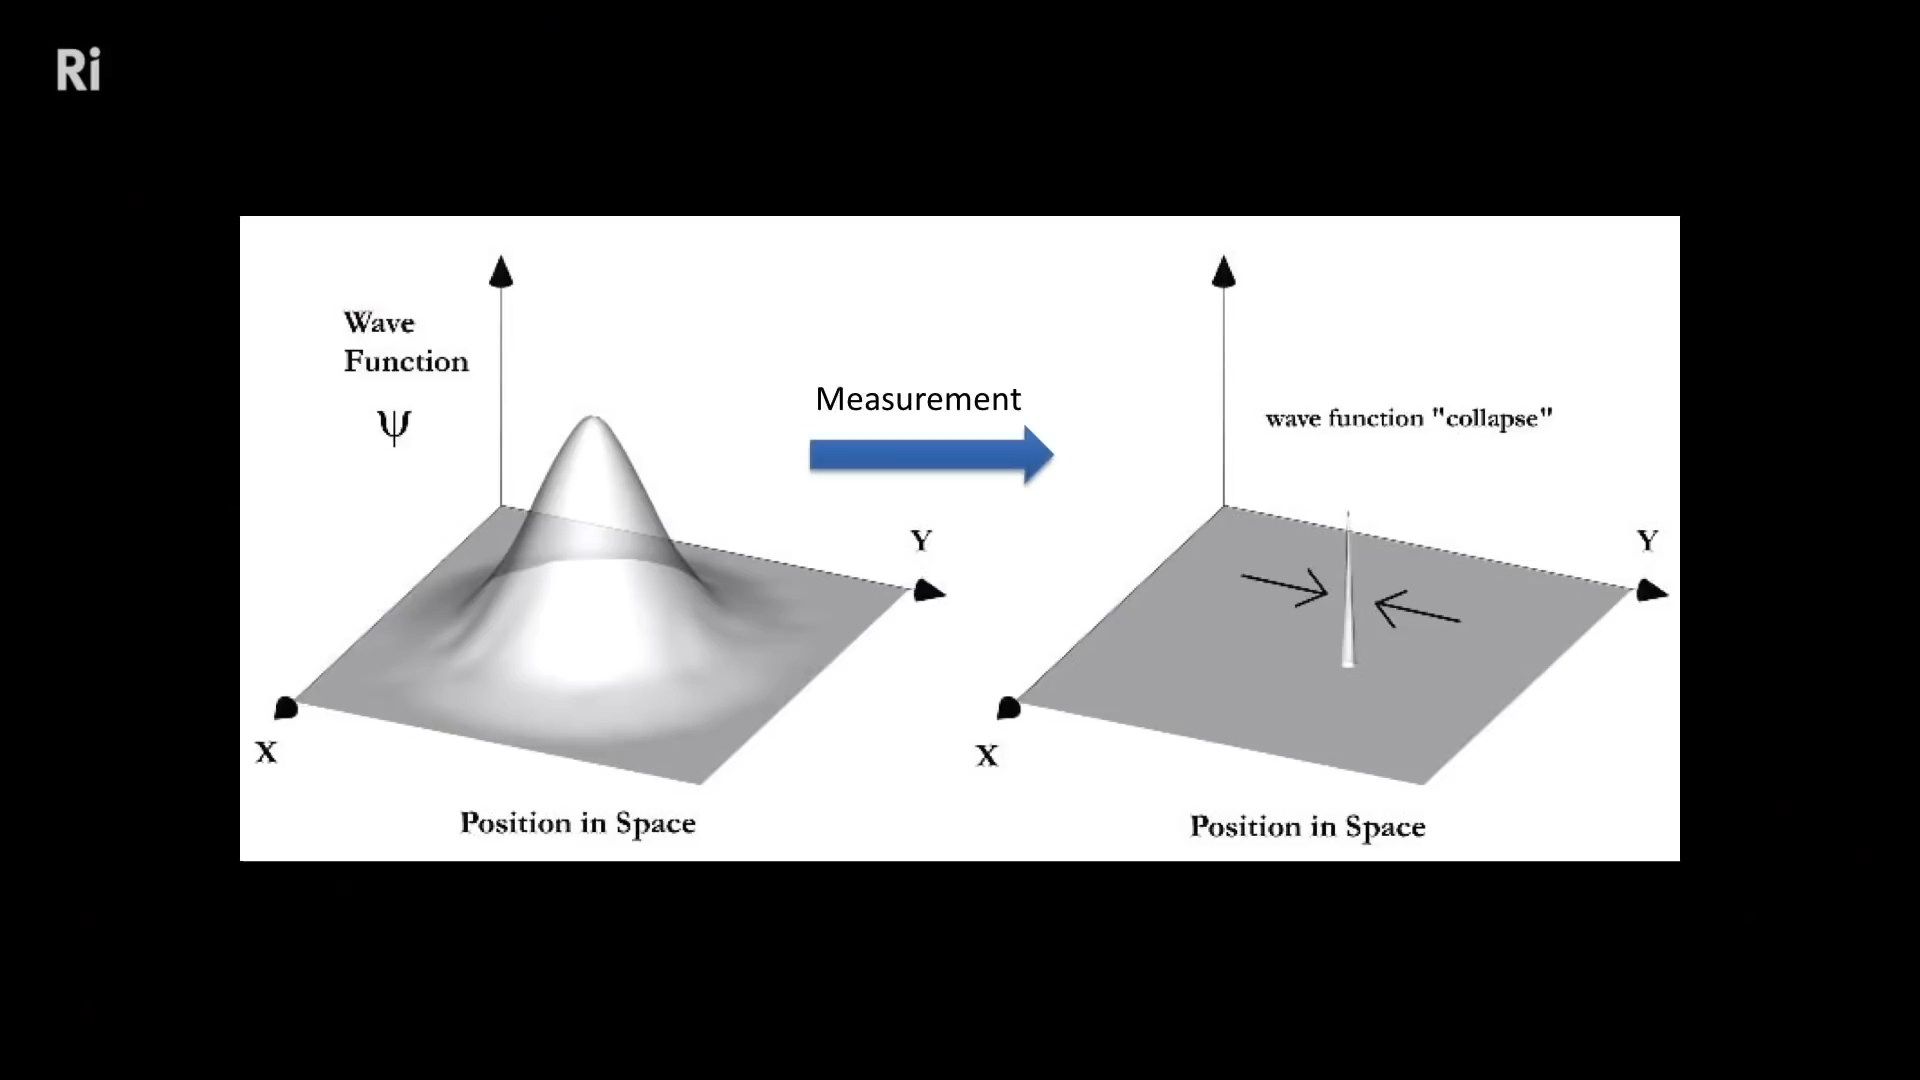 Ri
Wave
Function
ψ
Measurement
wave function "collapse"
Y
Y
X
X
Position in Space
Position in Space